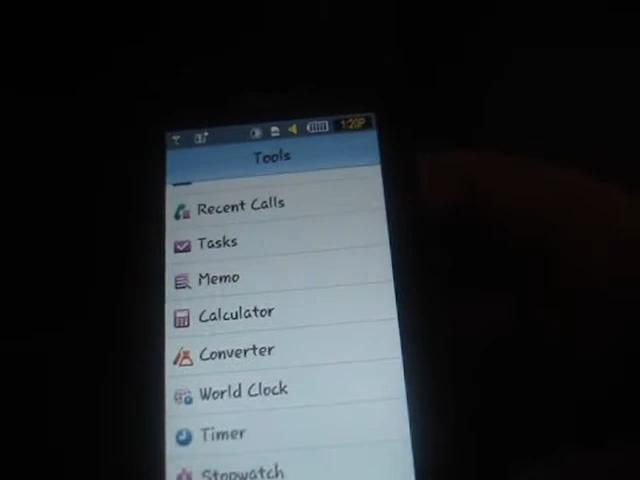 1:20P
Tools
Recent Calls
Tasks
Memo
Calculator
Converter
World Clock
Timer
Stopwatch